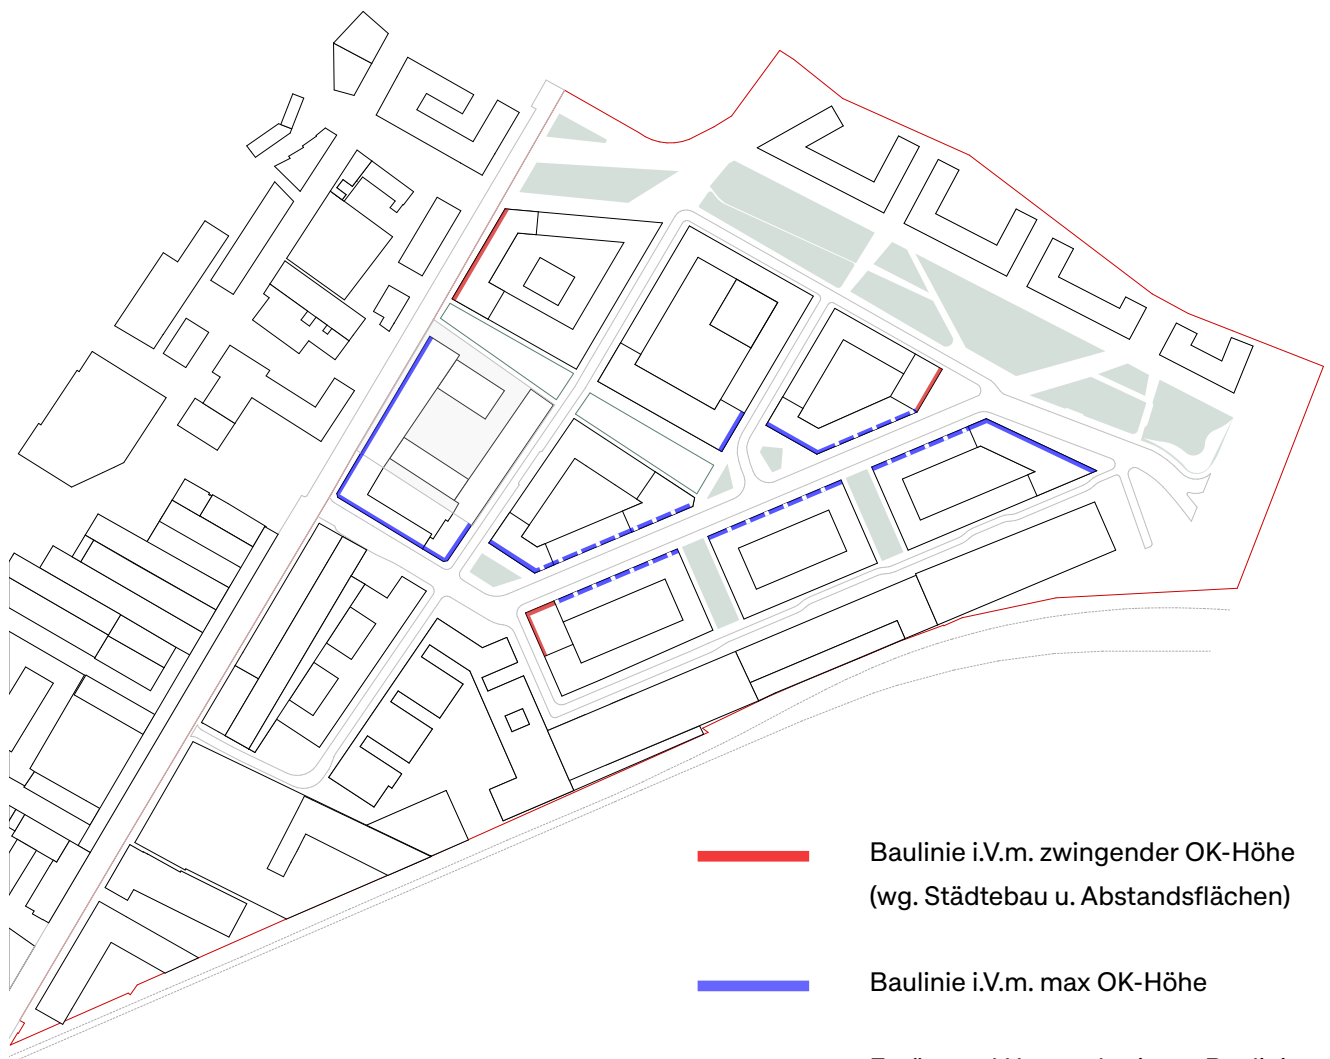 Baulinie i.V.m. zwingender OK-Höhe
(wg. Städtebau u. Abstandsflächen)
Baulinie i.V.m. max OK-Höhe